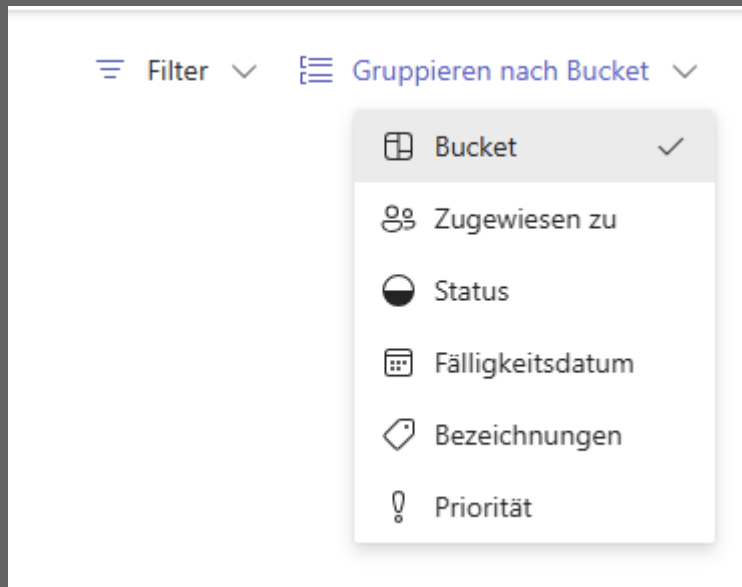 Filter Gruppieren nach Bucket
Bucket
Zugewiesen zu
Status
Fälligkeitsdatum
Bezeichnungen
Priorität